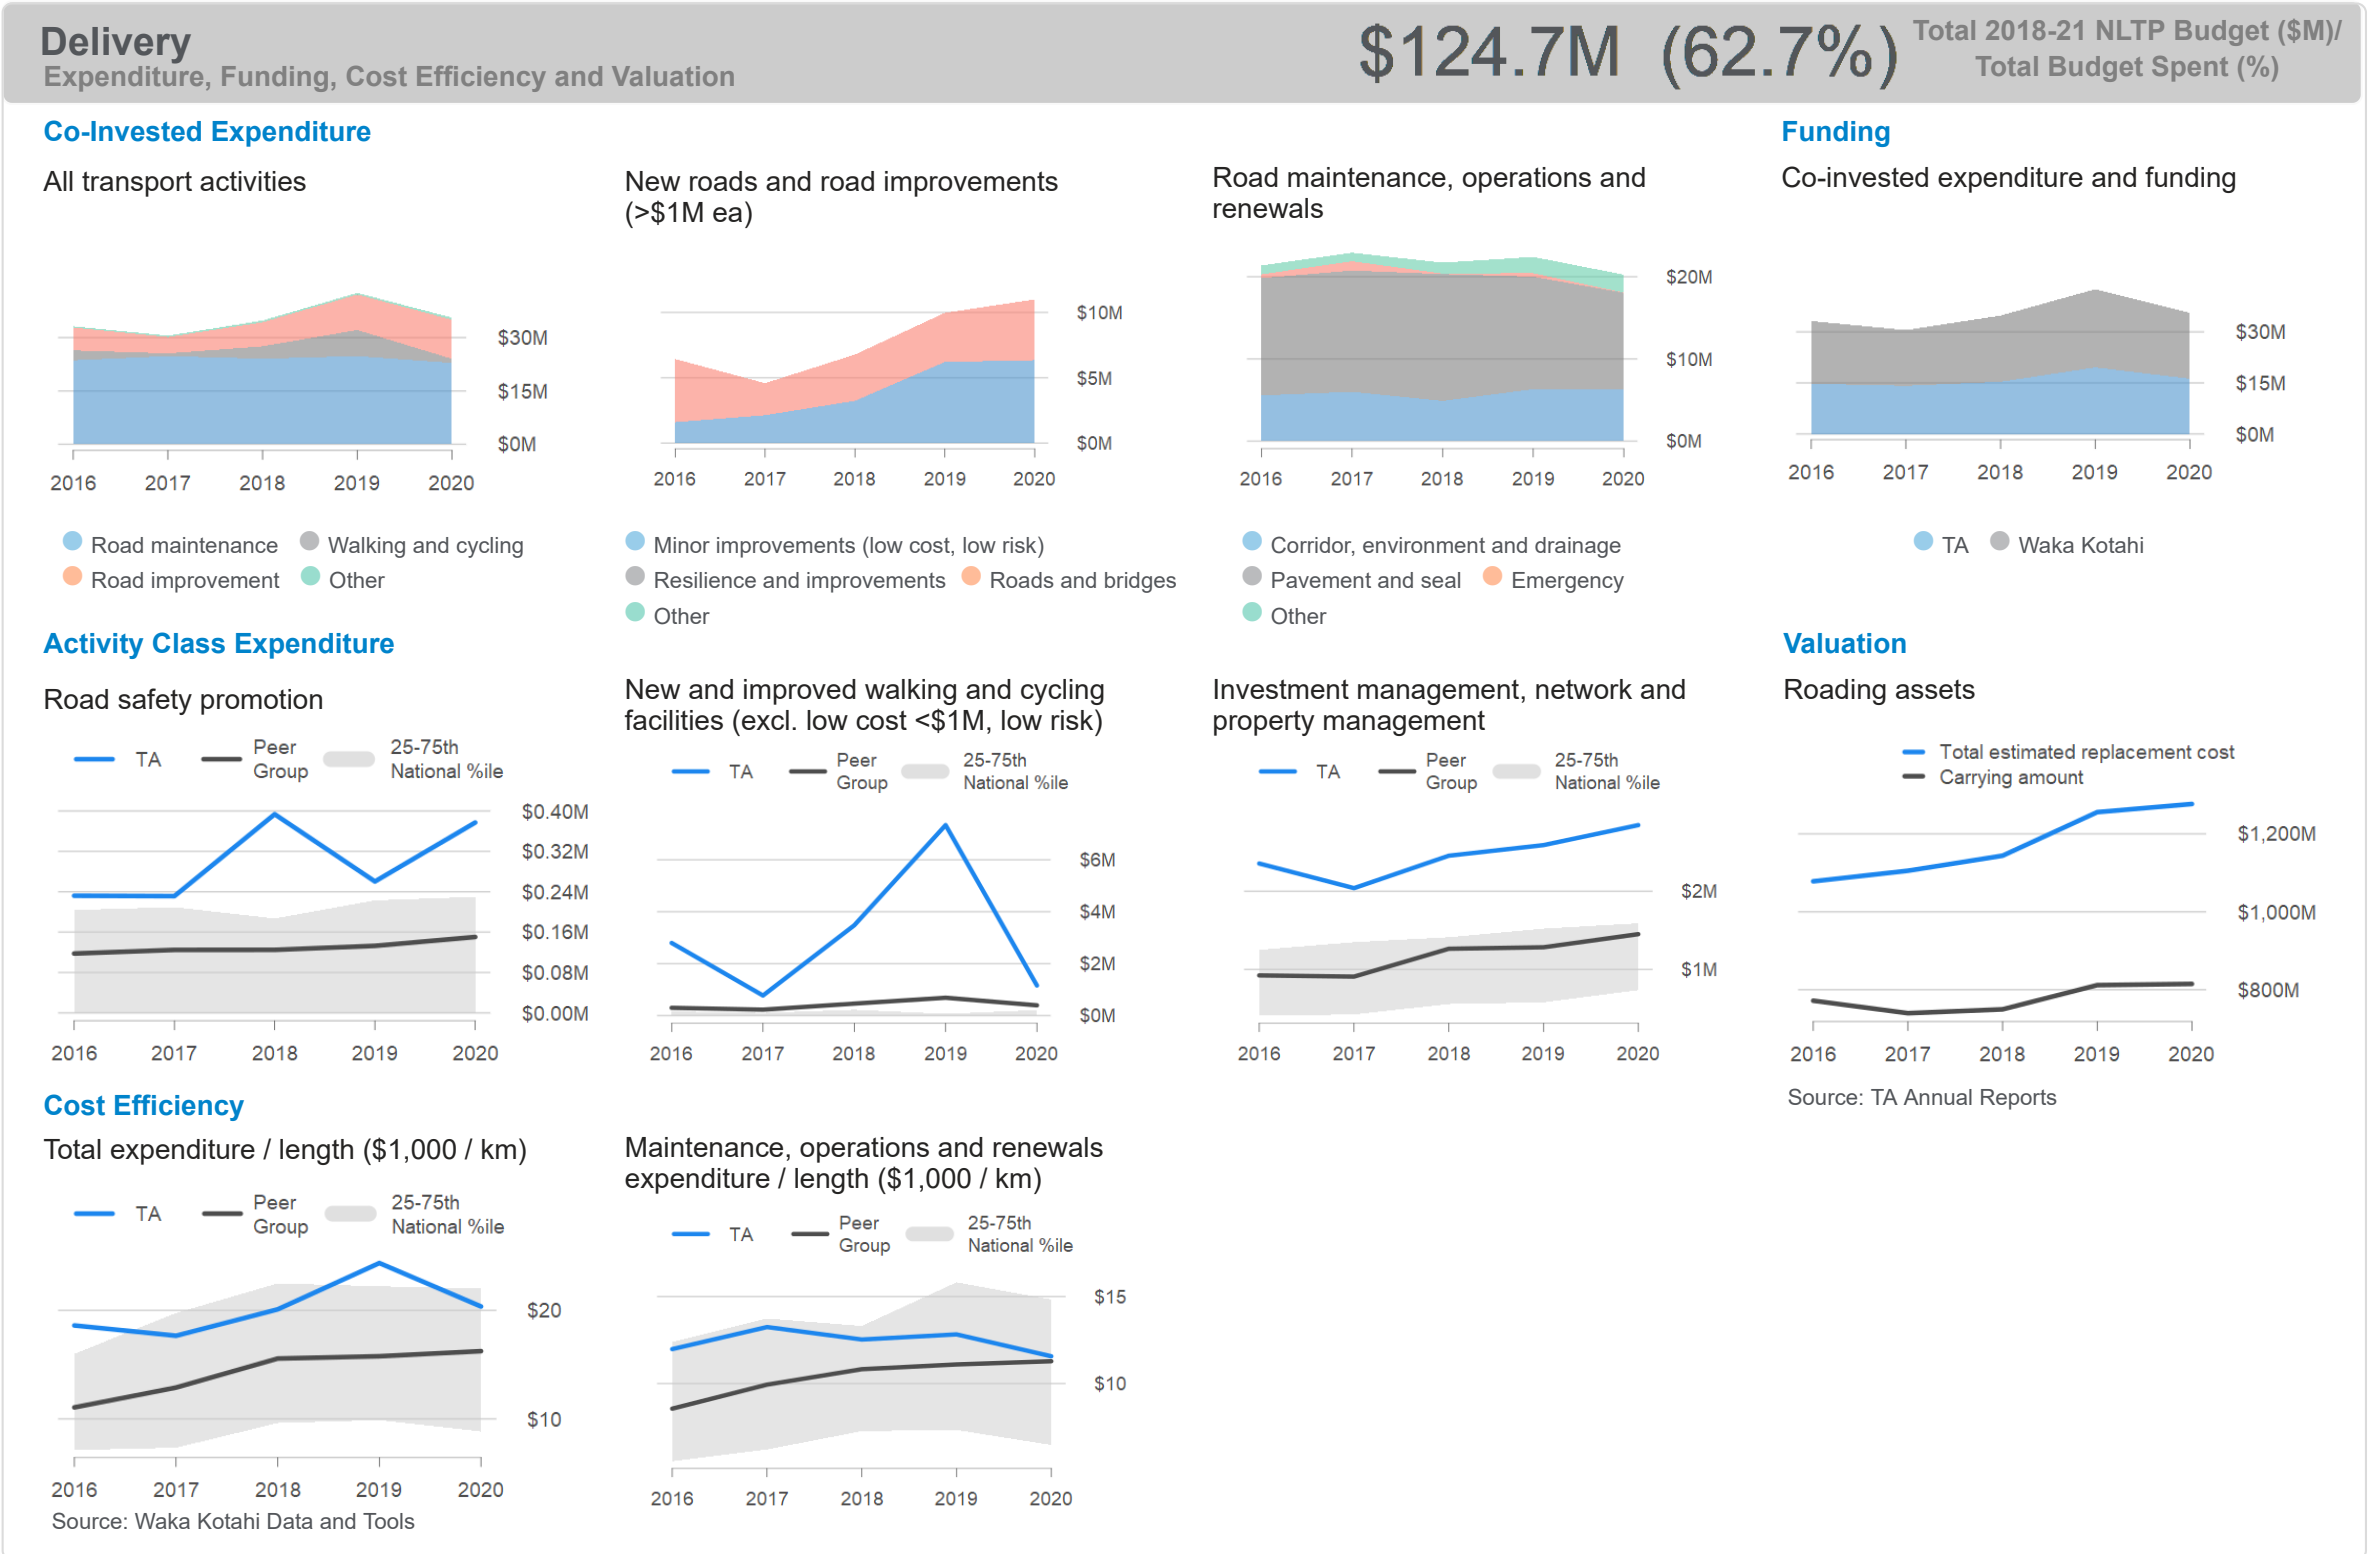 Delivery
Expenditure, Funding, Cost Efficiency and Valuation
$124.7M (62.7%)
Total 2018-21 NLTP Budget ($M)/
Total Budget Spent (%)
Co-Invested Expenditure
All transport activities
$30M
$15M
$0M
2016 2017 2018 2019 2020
Road maintenance Walking and cycling
Road improvement Other
New roads and road improvements
(>$1M ea)
$10M
$5M
$0M
2016 2017 2018 2019 2020
Minor improvements (low cost, low risk)
Resilience and improvements Roads and bridges
Other
Road maintenance, operations and
renewals
$20M
$10M
$0M
2016 2017 2018 2019 2020
Corridor, environment and drainage
Pavement and seal Emergency
Other
Funding
Co-invested expenditure and funding
$30M
$15M
$0M
2016 2017 2018 2019 2020
TA Waka Kotahi
Activity Class Expenditure
Road safety promotion
TA Peer Group 25-75th National %ile
$0.40M
$0.32M
$0.24M
$0.16M
$0.08M
$0.00M
2016 2017 2018 2019 2020
New and improved walking and cycling
facilities (excl. low cost <$1M, low risk)
TA Peer Group 25-75th National %ile
$6M
$4M
$2M
$0M
2016 2017 2018 2019 2020
Investment management, network and
property management
TA Peer Group 25-75th National %ile
$2M
$1M
2016 2017 2018 2019 2020
Valuation
Roading assets
Total estimated replacement cost
Carrying amount
$1,200M
$1,000M
$800M
2016 2017 2018 2019 2020
Source: TA Annual Reports
Cost Efficiency
Total expenditure / length ($1,000 / km)
TA Peer Group 25-75th National %ile
$20
$10
2016 2017 2018 2019 2020
Source: Waka Kotahi Data and Tools
Maintenance, operations and renewals
expenditure / length ($1,000 / km)
TA Peer Group 25-75th National %ile
$15
$10
2016 2017 2018 2019 2020